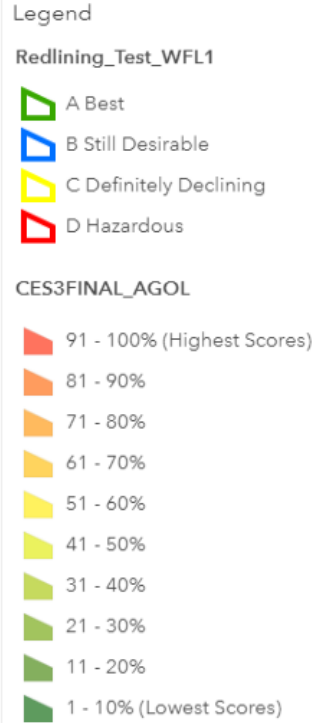 Legend
Redlining_Test_WFL1
A Best
B Still Desirable
C Definitely Declining
D Hazardous
CES3FINAL_AGOL
91 - 100% (Highest Scores)
81 - 90%
71 - 80%
61 - 70%
51 - 60%
41 - 50%
31 - 40%
21 - 30%
11 - 20%
1 - 10% (Lowest Scores)